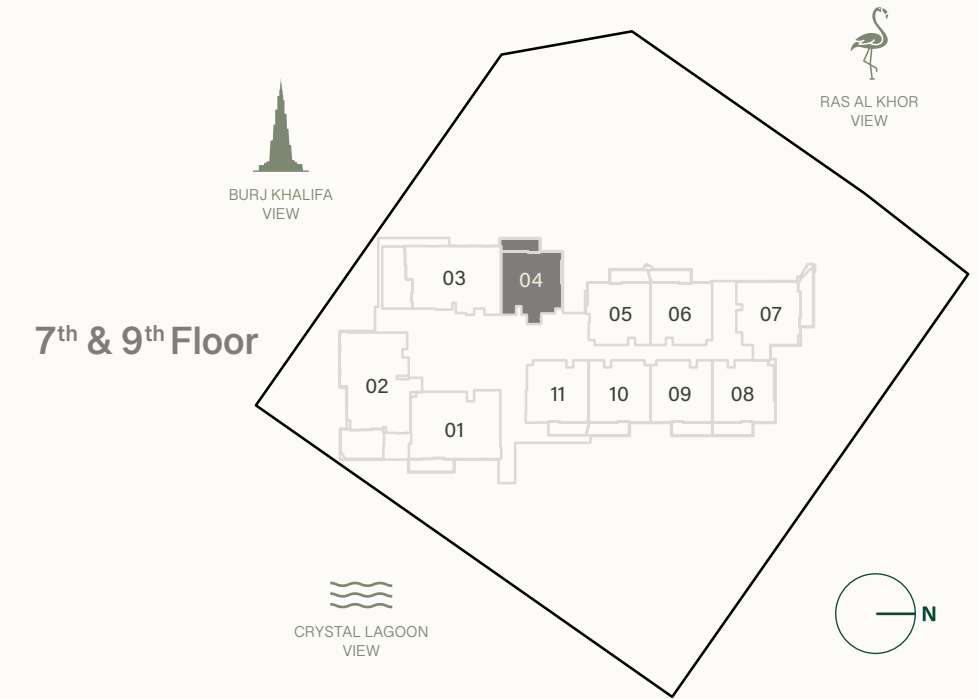 RAS AL KHOR
VIEW
BURJ KHALIFA
VIEW
7th & 9th Floor
03
04
05
06
07
02
01
11
10
09
08
CRYSTAL LAGOON
VIEW
N